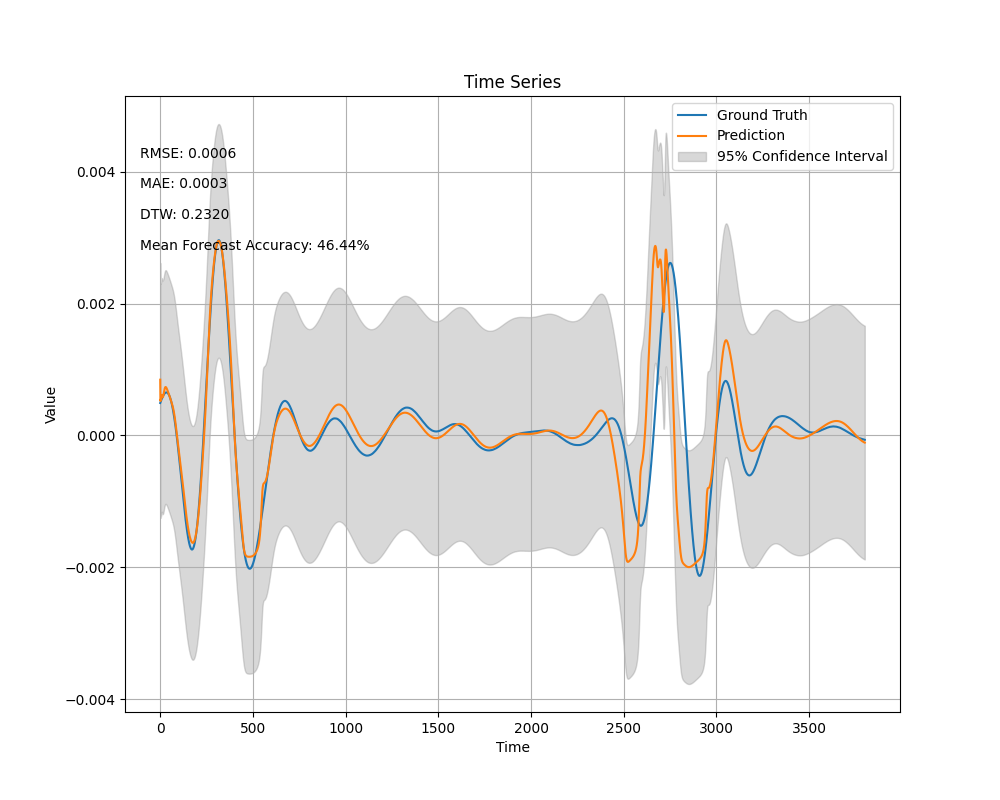 Time Series
Ground Truth
Prediction
95% Confidence Interval
RMSE: 0.0006
MAE: 0.0003
DTW: 0.2320
Mean Forecast Accuracy: 46.44%
Value
0.004
0.002
0.000
−0.002
−0.004
0 500 1000 1500 2000 2500 3000 3500
Time